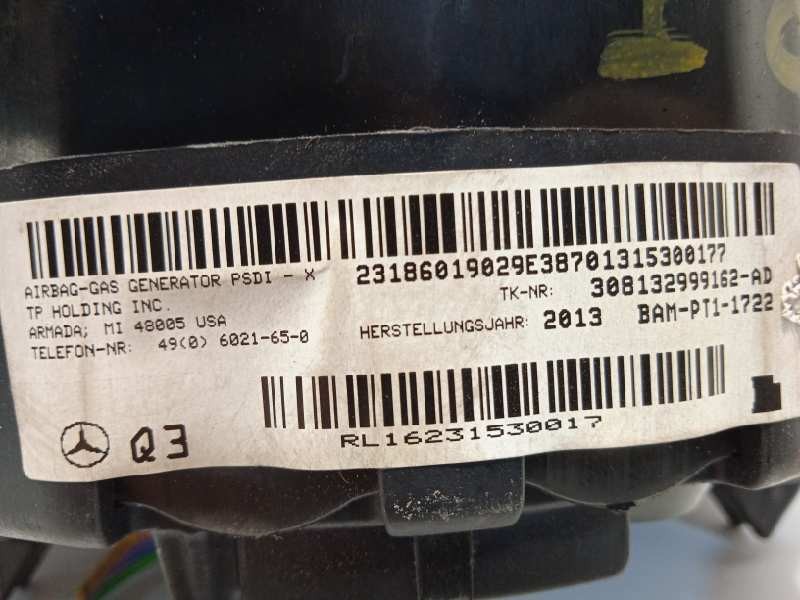 23186019029E38701315300177
AIRBAG-GAS GENERATOR PSDI - X
TP HOLDING INC.
ARMADA; MI 48005 USA
TELEFON-NR: 49(0) 6021-65-0
TK-NR: 308132999162-AD
HERSTELLUNGSJAHR: 2013 BAM-PT1-1722
RL16231530017
Q3